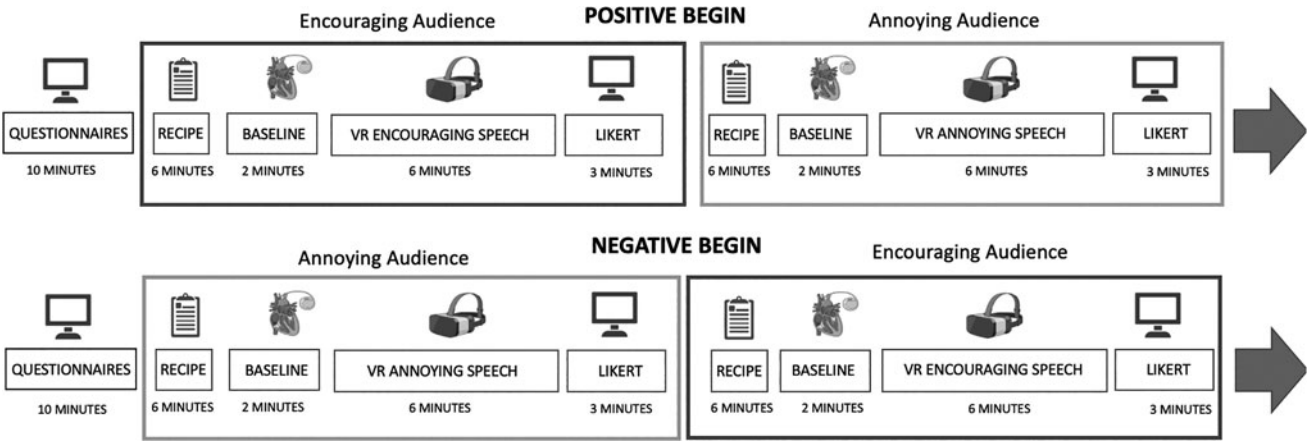 POSITIVE BEGIN
Encouraging Audience
Annoying Audience
QUESTIONNAIRES
RECIPE
BASELINE
VR ENCOURAGING SPEECH
LIKERT
RECIPE
BASELINE
VR ANNOYING SPEECH
LIKERT
10 MINUTES
6 MINUTES
2 MINUTES
6 MINUTES
3 MINUTES
6 MINUTES
2 MINUTES
6 MINUTES
3 MINUTES
NEGATIVE BEGIN
Annoying Audience
Encouraging Audience
QUESTIONNAIRES
RECIPE
BASELINE
VR ANNOYING SPEECH
LIKERT
RECIPE
BASELINE
VR ENCOURAGING SPEECH
LIKERT
10 MINUTES
6 MINUTES
2 MINUTES
6 MINUTES
3 MINUTES
6 MINUTES
2 MINUTES
6 MINUTES
3 MINUTES